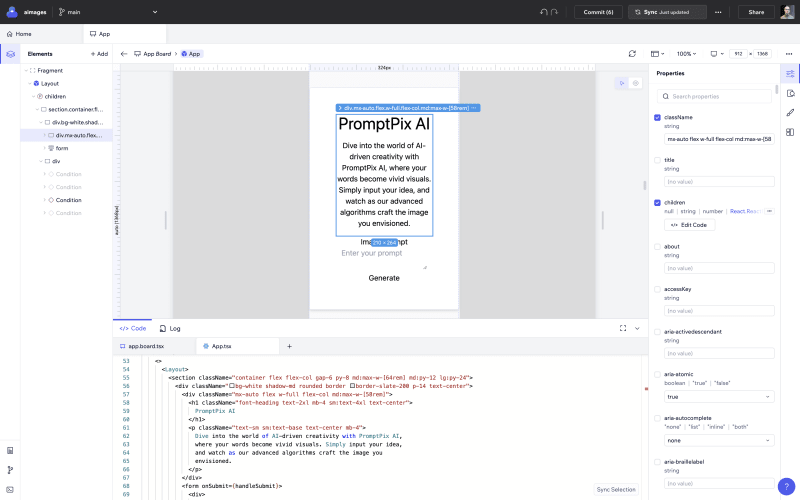 aimages
main
Commit (6)
Sync Just updated
Share
Home
App
Elements
Add
App Board
App
100%
912 × 1368
Properties
Fragment
Layout
children
section.container.fl...
div.bg-white.shad...
div.mx-auto.flex....
form
div
Condition
Condition
Condition
Condition
324px
auto (1368px)
div.mx-auto.flex.w-full.flex-col.md:max-w-[58rem]
PromptPix AI
Dive into the world of AI-
driven creativity with
PromptPix AI, where your
words become vivid visuals.
Simply input your idea, and
watch as our advanced
algorithms craft the image
you envisioned.
210 × 264
Enter your prompt
Generate
Search properties
className
string
mx-auto flex w-full flex-col md:max-w-[58
title
string
(no value)
children
null | string | number | React React
</> Edit Code
about
string
(no value)
accessKey
string
(no value)
aria-activedescendant
string
(no value)
aria-atomic
boolean | "true" | "false"
true
aria-autocomplete
"none" | "list" | "inline" | "both"
none
aria-braillelabel
string
(no value)
</> Code
Log
app.board.tsx
App.tsx
53 <>
54 <Layout>
55 <section className="container flex flex-col gap-6 py-8 md:max-w-[64rem] md:py-12 lg:py-24">
56 <div className="bg-white shadow-md rounded border border-slate-200 p-14 text-center">
57 <div className="mx-auto flex w-full flex-col md:max-w-[58rem]">
58 <h1 className="font-heading text-2xl mb-4 sm:text-4xl text-center">
59 PromptPix AI
60 </h1>
61 <p className="text-sm sm:text-base text-center mb-4">
62 Dive into the world of AI-driven creativity with PromptPix AI,
63 where your words become vivid visuals. Simply input your idea,
64 and watch as our advanced algorithms craft the image you
65 envisioned.
66 </p>
67 </div>
68 <form onSubmit={handleSubmit}>
69 <div>
Sync Selection
?